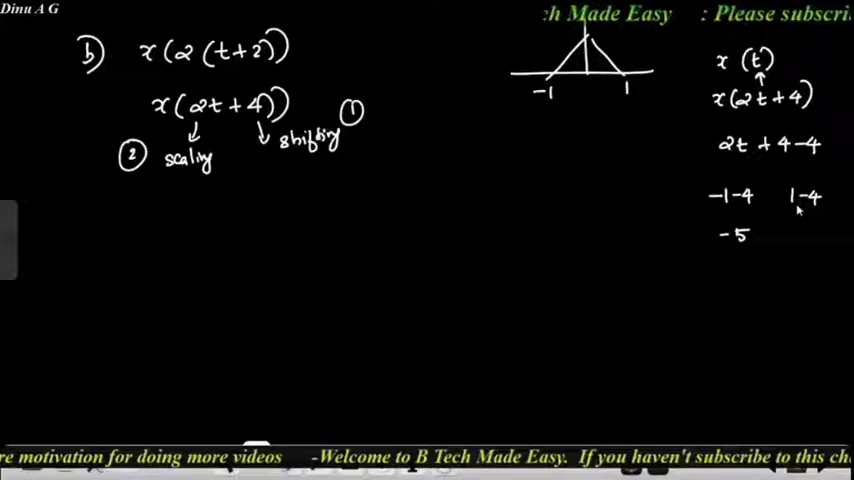 Dinu A G
:h Made Easy : Please subscri
b) x(2(t+2))
x(2t+4))
shifting ①
② scaling
-1 1
x(t)
x(2t+4)
2t+4-4
-1-4 1-4
-5
re motivation for doing more videos -Welcome to B Tech Made Easy. If you haven't subscribe to this ch